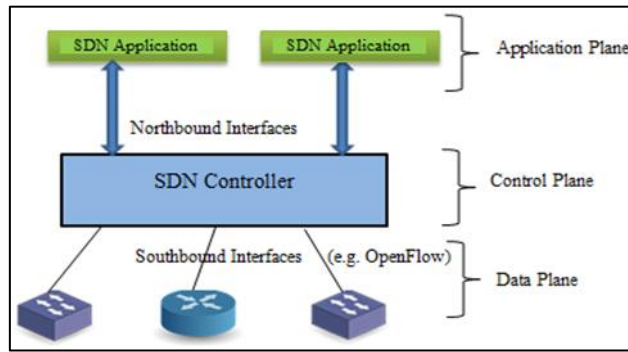 SDN Application
SDN Application
Application Plane
Northbound Interfaces
SDN Controller
Control Plane
Southbound Interfaces (e.g. OpenFlow)
Data Plane